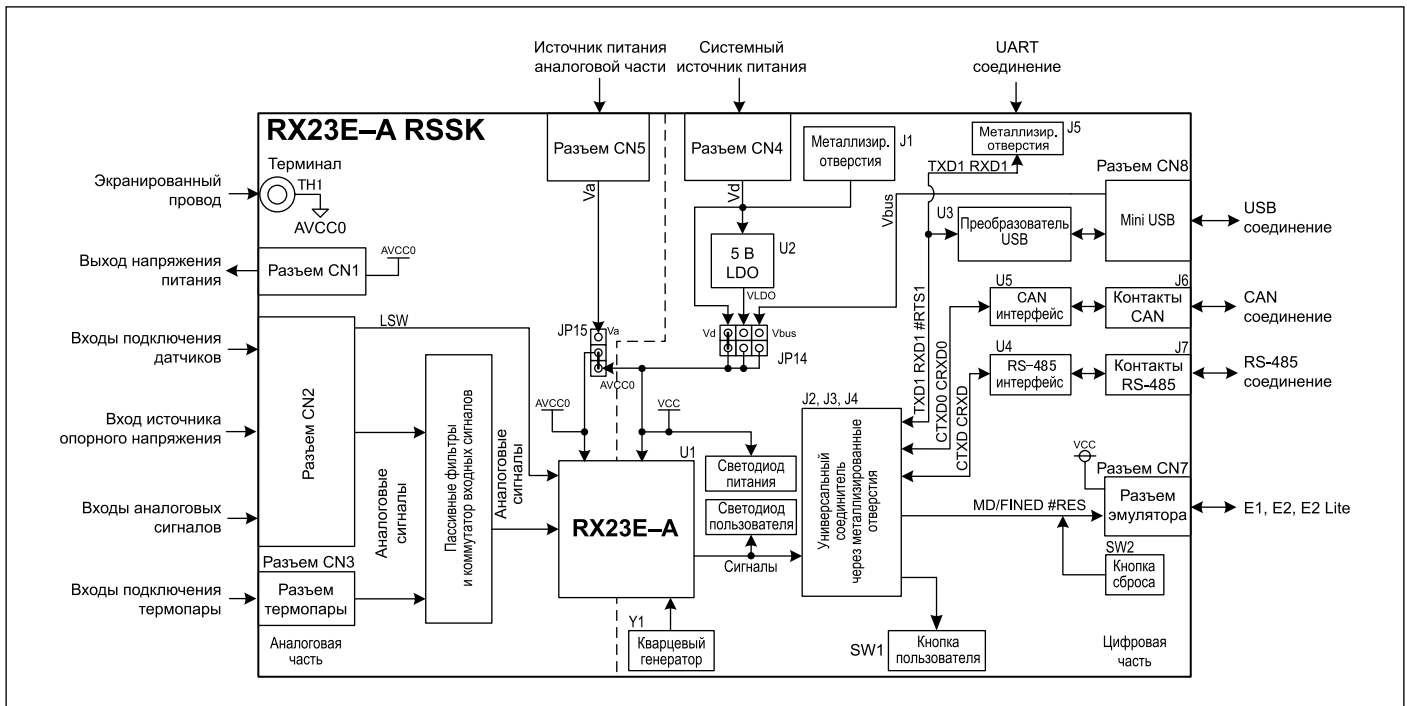 Источник питания
аналоговой части
Системный
источник питания
UART
соединение
RX23E–A RSSK
Разъем CN5
Разъем CN4
Металлизир.
отверстия
J1
Металлизир.
отверстия
J5
Терминал
TH1
AVCC0
Экранированный
провод
Va
Vd
Vbus
TXD1 RXD1
Разъем CN8
Mini USB
USB
соединение
U3
Преобразователь
USB
Выход напряжения
питания
Разъем CN1
AVCC0
5 В
LDO
U2
VLDO
U5
CAN
интерфейс
J6
Контакты
CAN
CAN
соединение
Входы подключения
датчиков
LSW
JP15
Va
AVCC0
Vd
Vbus
JP14
TXD1 RXD1 #RTS1
CTXD0 CRXD0
CTXD CRXD
U4
RS–485
интерфейс
J7
Контакты
RS-485
RS-485
соединение
Вход источника
опорного напряжения
Разъем CN2
Аналоговые
сигналы
Пассивные фильтры
и коммутатор входных сигналов
Аналоговые
сигналы
AVCC0
VCC
U1
RX23E–A
Светодиод
питания
Светодиод
пользователя
Сигналы
J2, J3, J4
Универсальный
соединитель
через металлизированные
отверстия
VCC
Разъем CN7
Разъем
эмулятора
MD/FINED #RES
E1, E2, E2 Lite
SW2
Кнопка
сброса
Входы аналоговых
сигналов
Разъем CN3
Разъем
термопары
Входы подключения
термопары
Y1
Кварцевый
генератор
SW1
Кнопка
пользователя
Аналоговая
часть
Цифровая
часть